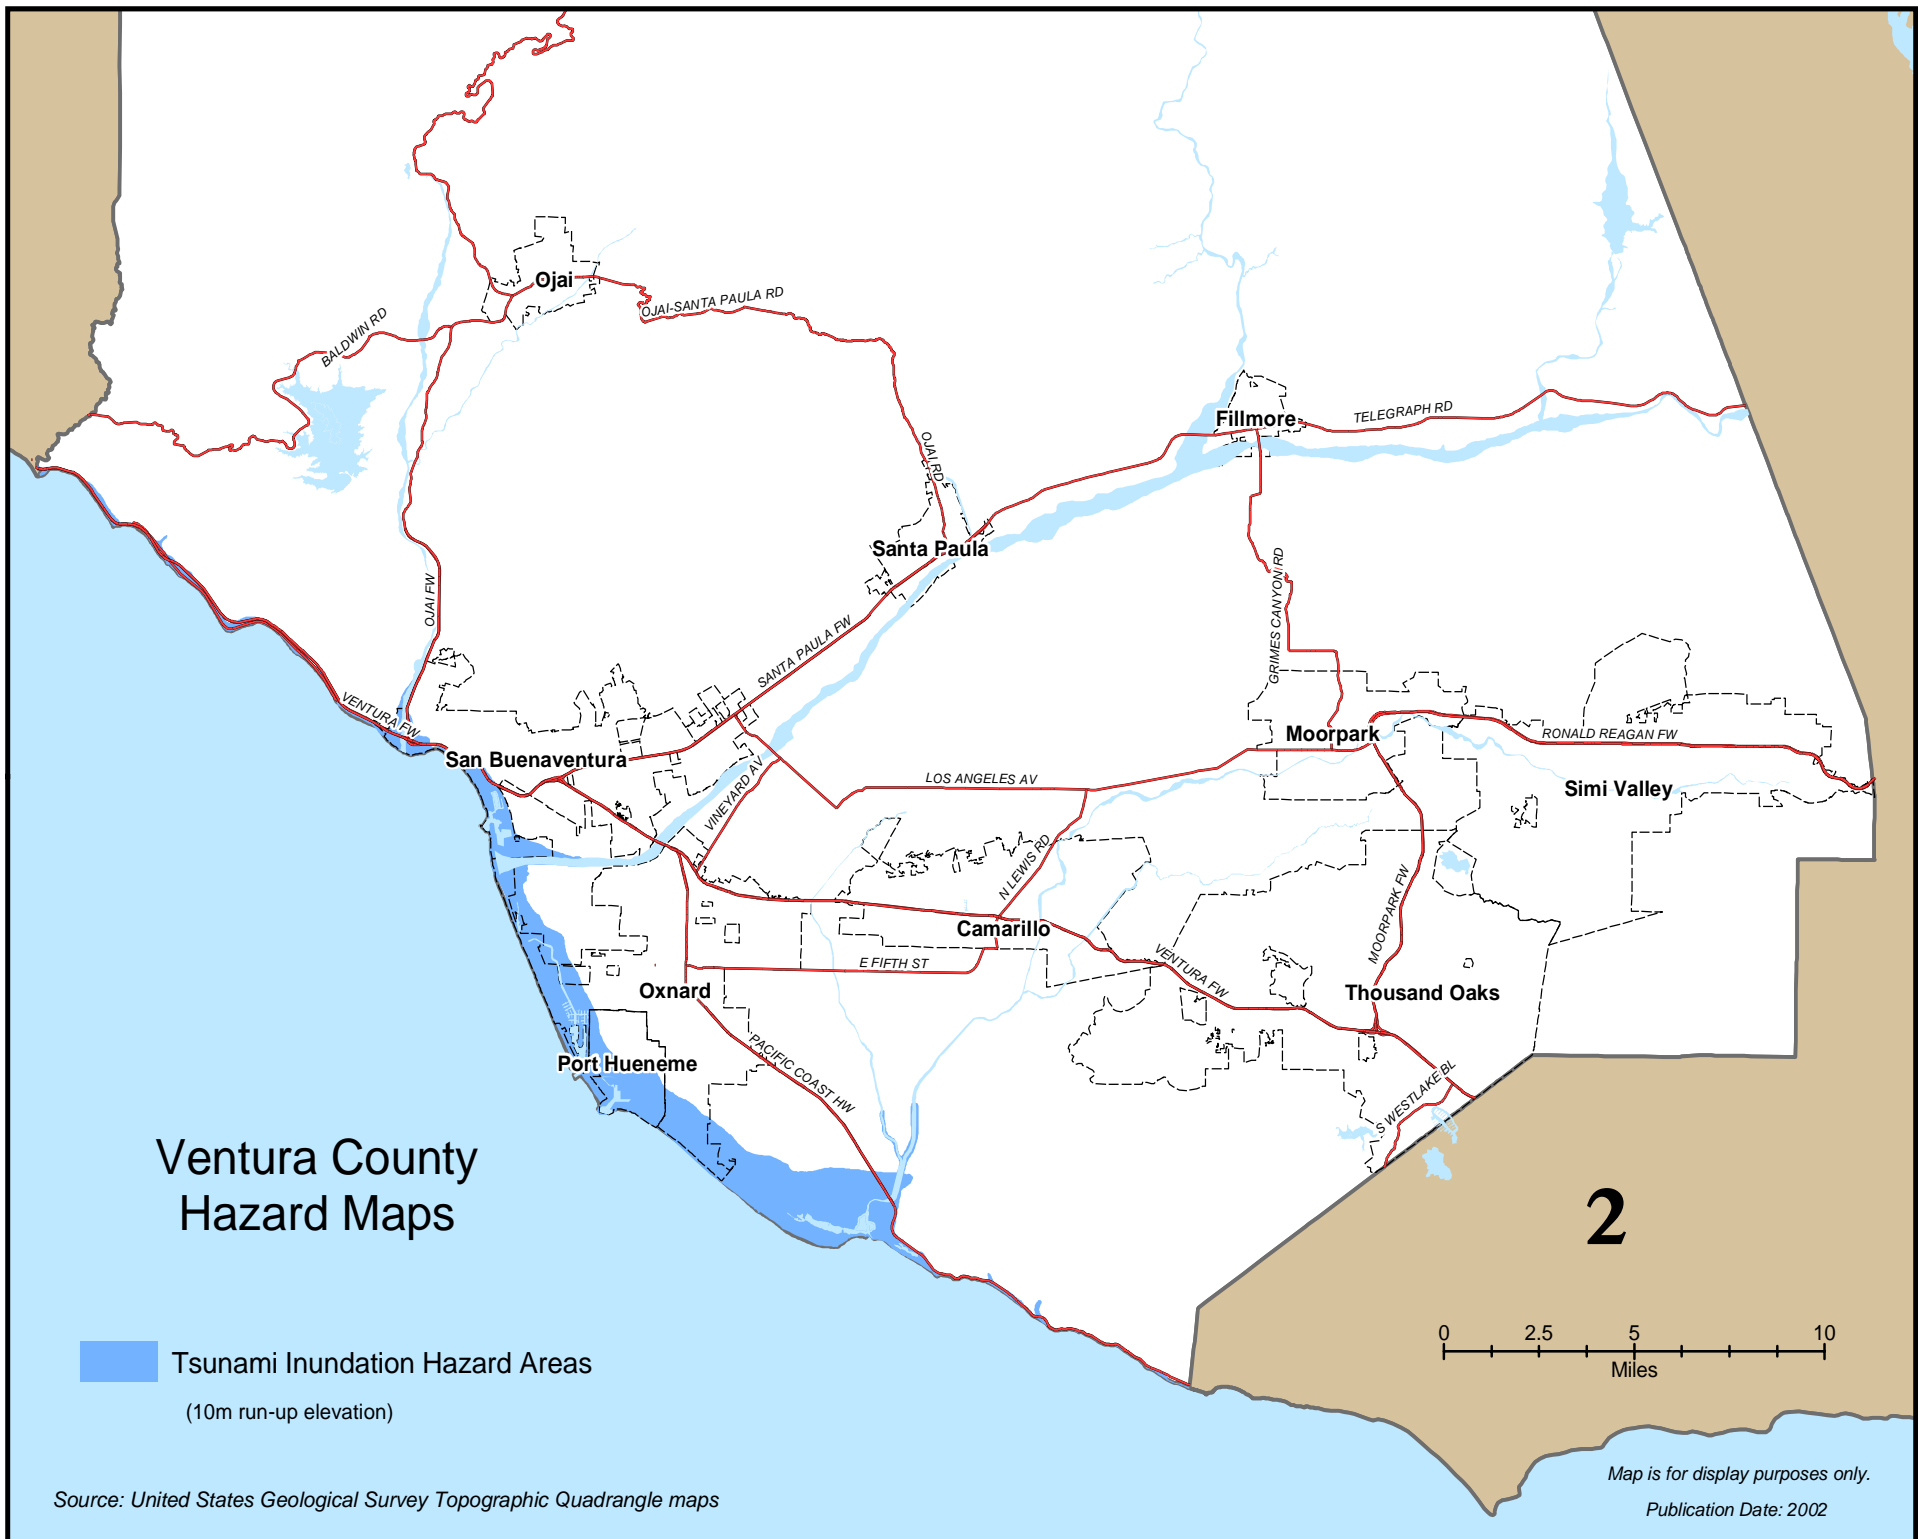 Ojai
OJAI-SANTA PAULA RD
BALDWIN RD
Fillmore
TELEGRAPH RD
OJAI RD
Santa Paula
OJAI FW
GRIMES CANYON RD
SANTA PAULA FW
VENTURA FW
San Buenaventura
Moorpark
RONALD REAGAN FW
VINEYARD AV
LOS ANGELES AV
Simi Valley
N LEWIS RD
MOORPARK FW
Camarillo
E FIFTH ST
VENTURA FW
Oxnard
Thousand Oaks
Port Hueneme
PACIFIC COAST HW
S WESTLAKE BL
Ventura County
Hazard Maps
2
0 2.5 5 10
Miles
Tsunami Inundation Hazard Areas
(10m run-up elevation)
Map is for display purposes only.
Source: United States Geological Survey Topographic Quadrangle maps
Publication Date: 2002